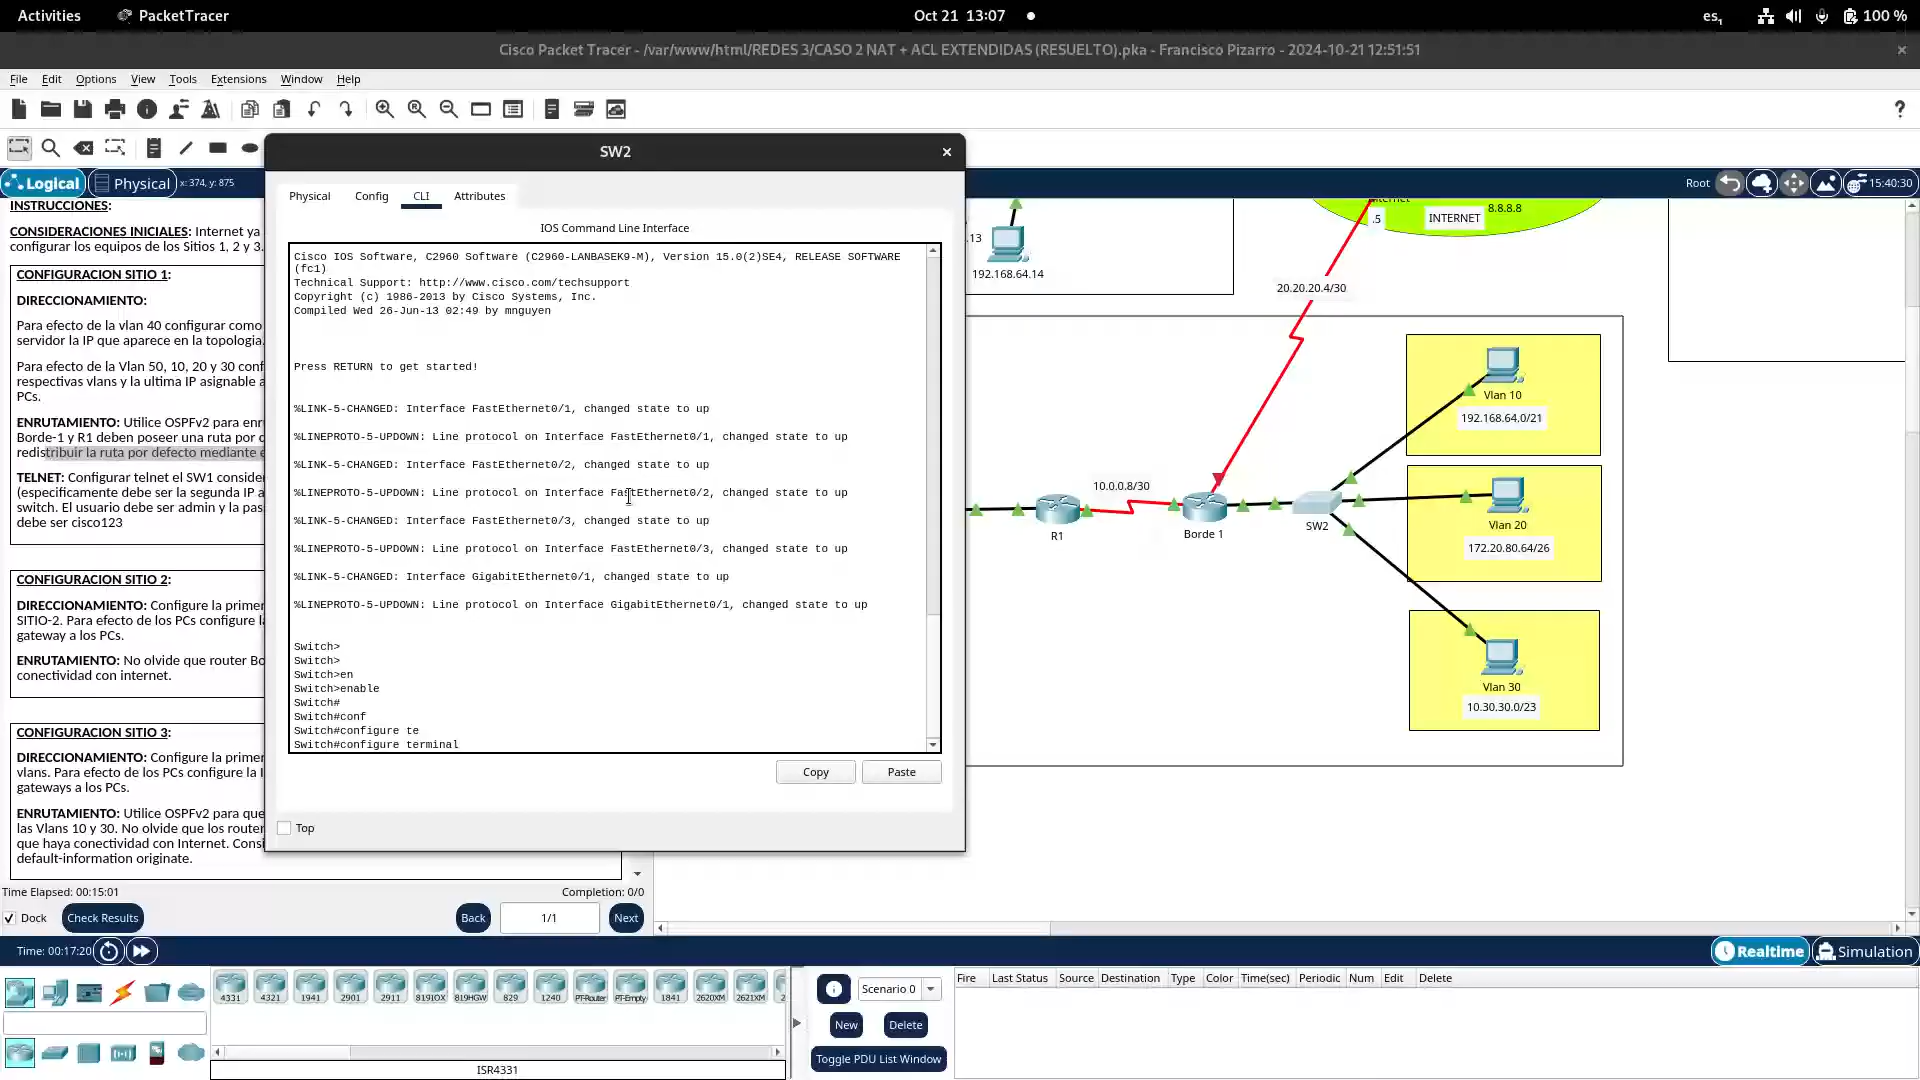 Activities
PacketTracer
Oct 21 13:07
es₁
100 %
Cisco Packet Tracer - /var/www/html/REDES 3/CASO 2 NAT + ACL EXTENDIDAS (RESUELTO).pka - Francisco Pizarro - 2024-10-21 12:51:51
File Edit Options View Tools Extensions Window Help
Logical
Physical
x: 374, y: 875
Root
15:40:30
INSTRUCCIONES:
CONSIDERACIONES INICIALES: Internet ya
configurar los equipos de los Sitios 1, 2 y 3.
CONFIGURACION SITIO 1:
DIRECCIONAMIENTO:
Para efecto de la vlan 40 configurar como
servidor la IP que aparece en la topologia.
Para efecto de la Vlan 50, 10, 20 y 30 conf
respectivas vlans y la ultima IP asignable a
PCs.
ENRUTAMIENTO: Utilice OSPFv2 para enr
Borde-1 y R1 deben poseer una ruta por d
redistribuir la ruta por defecto mediante e
TELNET: Configurar telnet el SW1 conside
(especificamente debe ser la segunda IP a
switch. El usuario debe ser admin y la pas
debe ser cisco123
CONFIGURACION SITIO 2:
DIRECCIONAMIENTO: Configure la primer
SITIO-2. Para efecto de los PCs configure la
gateway a los PCs.
ENRUTAMIENTO: No olvide que router Bo
conectividad con internet.
CONFIGURACION SITIO 3:
DIRECCIONAMIENTO: Configure la primer
vlans. Para efecto de los PCs configure la I
gateways a los PCs.
ENRUTAMIENTO: Utilice OSPFv2 para que
las Vlans 10 y 30. No olvide que los router
que haya conectividad con Internet. Consi
default-information originate.
Time Elapsed: 00:15:01
Completion: 0/0
Dock
Check Results
Back
1/1
Next
SW2
Physical
Config
CLI
Attributes
IOS Command Line Interface
Cisco IOS Software, C2960 Software (C2960-LANBASEK9-M), Version 15.0(2)SE4, RELEASE SOFTWARE
(fc1)
Technical Support: http://www.cisco.com/techsupport
Copyright (c) 1986-2013 by Cisco Systems, Inc.
Compiled Wed 26-Jun-13 02:49 by mnguyen
Press RETURN to get started!
%LINK-5-CHANGED: Interface FastEthernet0/1, changed state to up
%LINEPROTO-5-UPDOWN: Line protocol on Interface FastEthernet0/1, changed state to up
%LINK-5-CHANGED: Interface FastEthernet0/2, changed state to up
%LINEPROTO-5-UPDOWN: Line protocol on Interface FastEthernet0/2, changed state to up
%LINK-5-CHANGED: Interface FastEthernet0/3, changed state to up
%LINEPROTO-5-UPDOWN: Line protocol on Interface FastEthernet0/3, changed state to up
%LINK-5-CHANGED: Interface GigabitEthernet0/1, changed state to up
%LINEPROTO-5-UPDOWN: Line protocol on Interface GigabitEthernet0/1, changed state to up
Switch>
Switch>
Switch>en
Switch>enable
Switch#
Switch#conf
Switch#configure te
Switch#configure terminal
Copy
Paste
Top
.13
192.168.64.14
.5
INTERNET
8.8.8.8
20.20.20.4/30
10.0.0.8/30
R1
Borde 1
SW2
Vlan 10
192.168.64.0/21
Vlan 20
172.20.80.64/26
Vlan 30
10.30.30.0/23
Time: 00:17:20
Realtime
Simulation
4331 4321 1941 2901 2911 819IOX 819HGW 829 1240 PT-Router PT-Empty 1841 2620XM 2621XM 2
ISR4331
Scenario 0
New
Delete
Toggle PDU List Window
Fire Last Status Source Destination Type Color Time(sec) Periodic Num Edit Delete